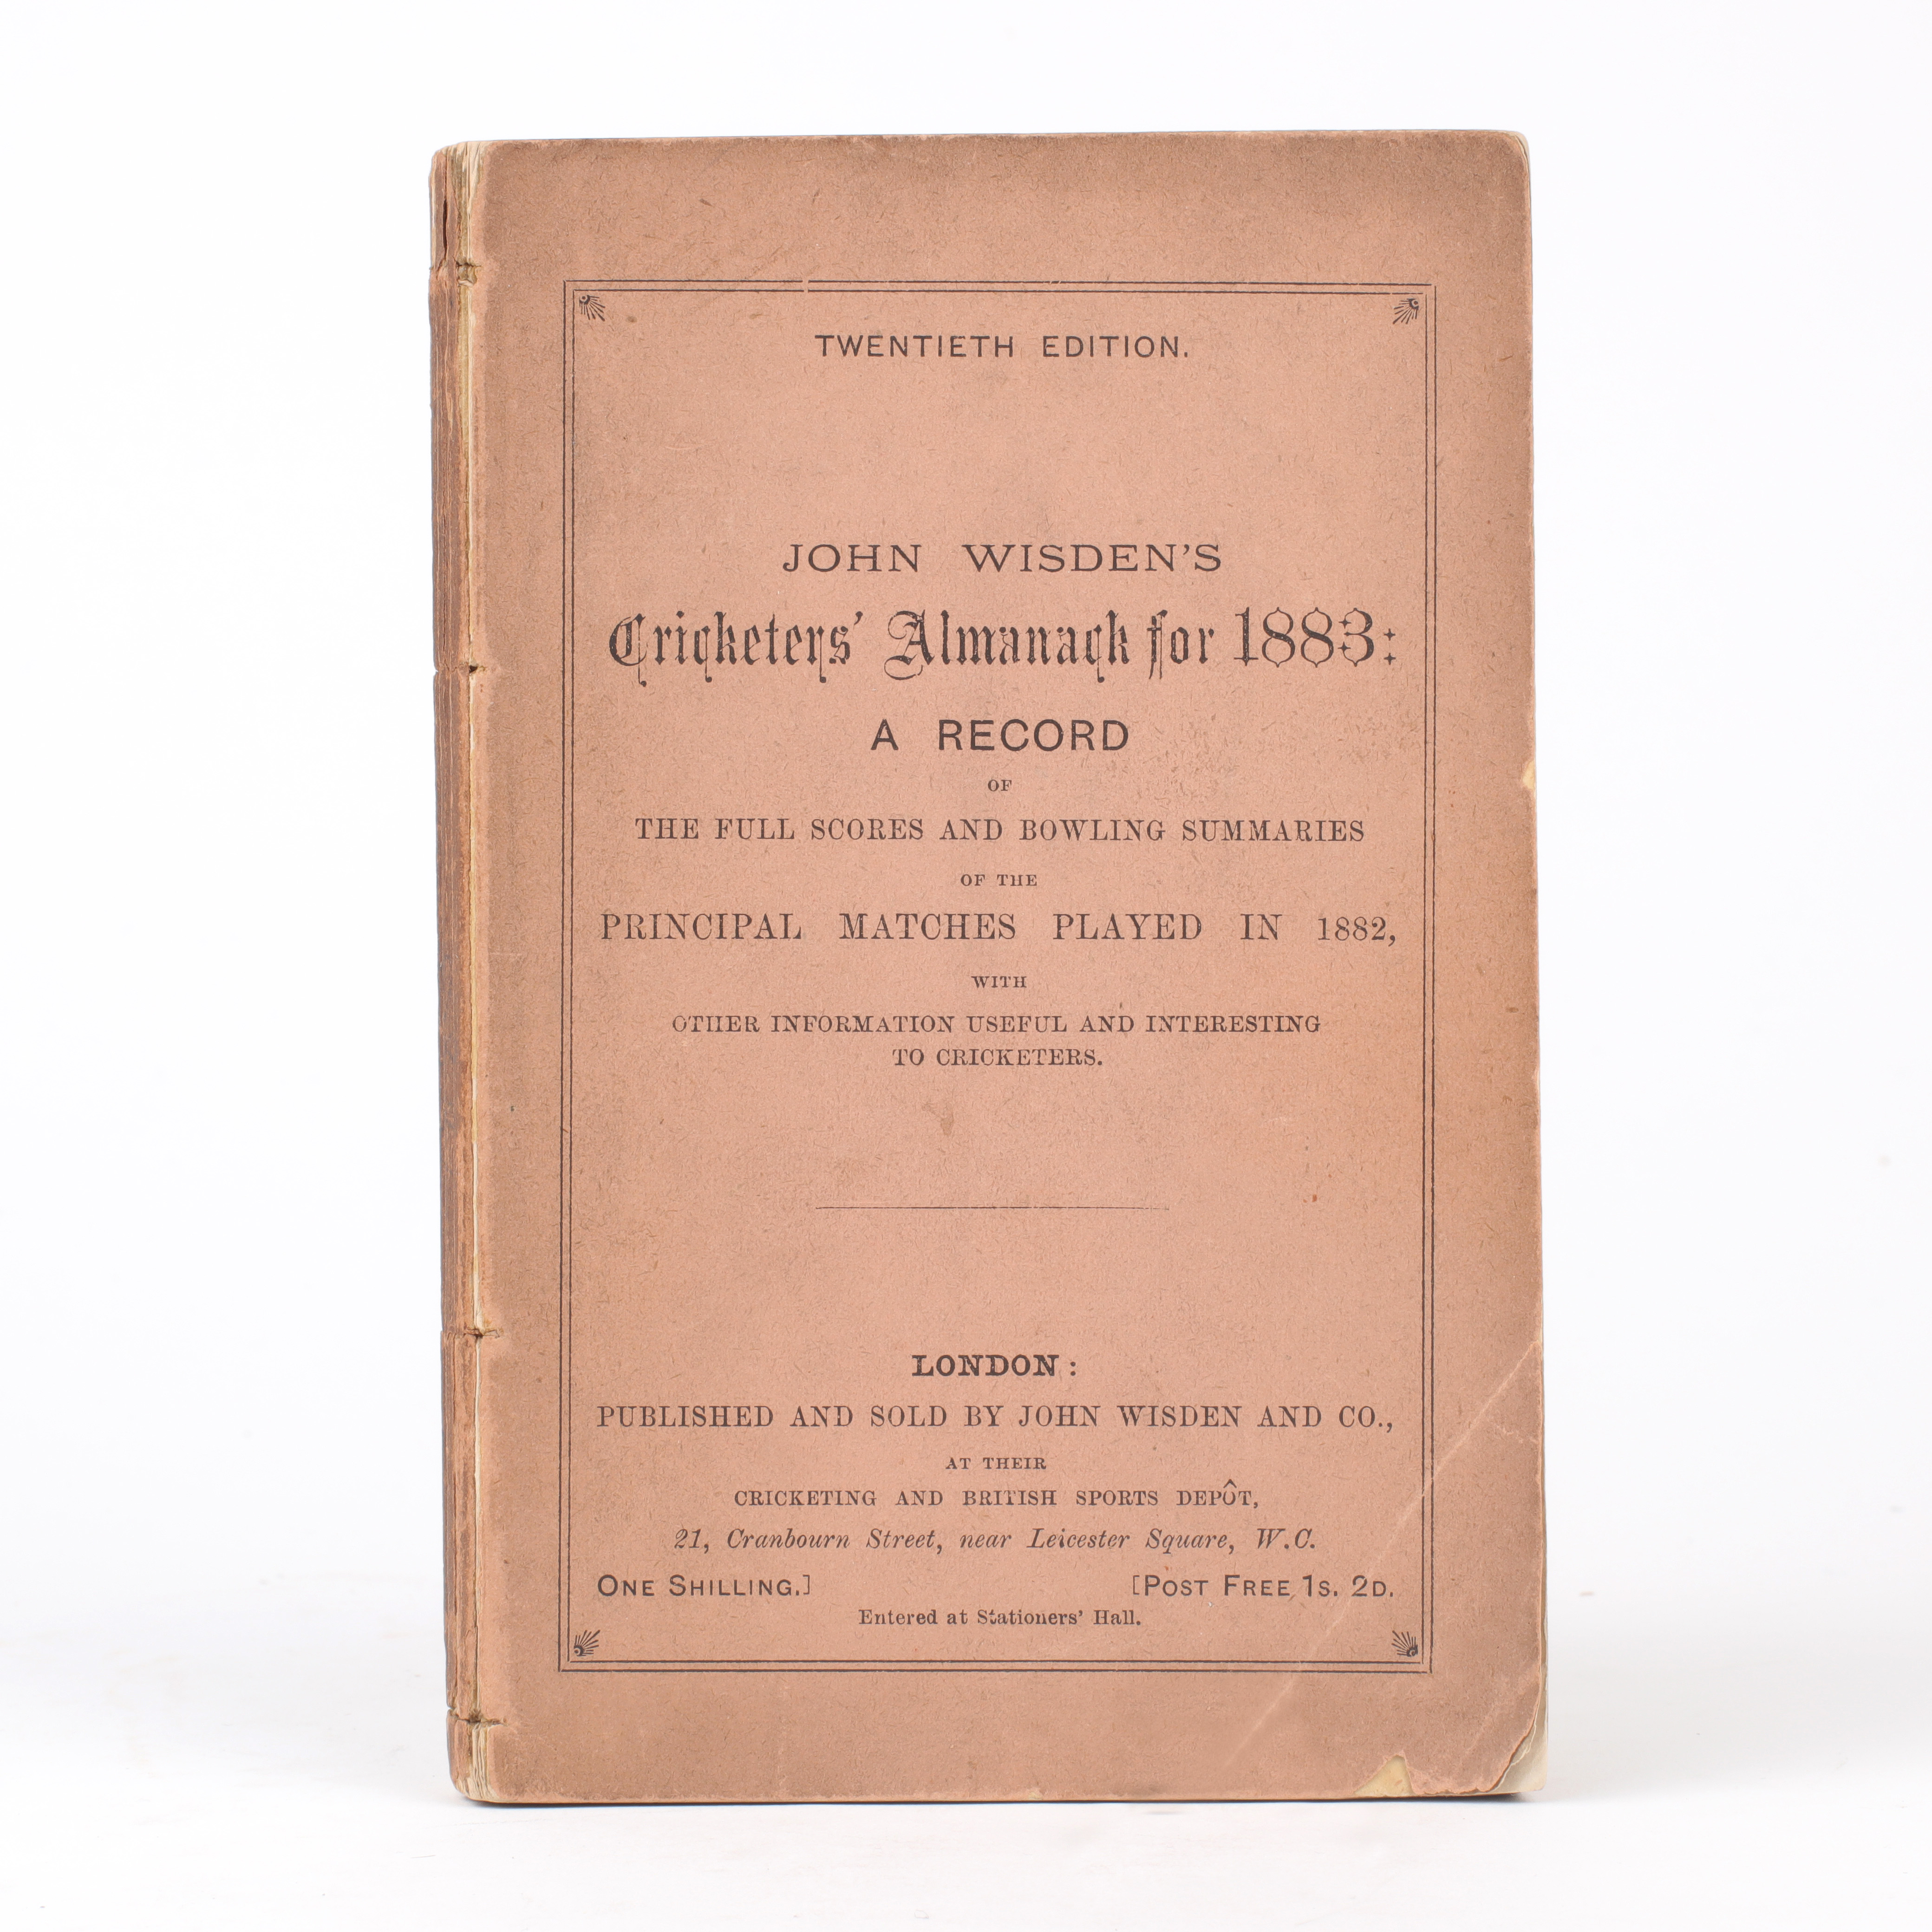 TWENTIETH EDITION.
JOHN WISDEN'S
Cricketers' Almanack for 1883:
A RECORD
OF
THE FULL SCORES AND BOWLING SUMMARIES
OF THE
PRINCIPAL MATCHES PLAYED IN 1882,
WITH
OTHER INFORMATION USEFUL AND INTERESTING
TO CRICKETERS.
LONDON:
PUBLISHED AND SOLD BY JOHN WISDEN AND CO.,
AT THEIR
CRICKETING AND BRITISH SPORTS DEPÔT,
21, Cranbourn Street, near Leicester Square, W.C.
ONE SHILLING.] [POST FREE 1S. 2D.
Entered at Stationers' Hall.